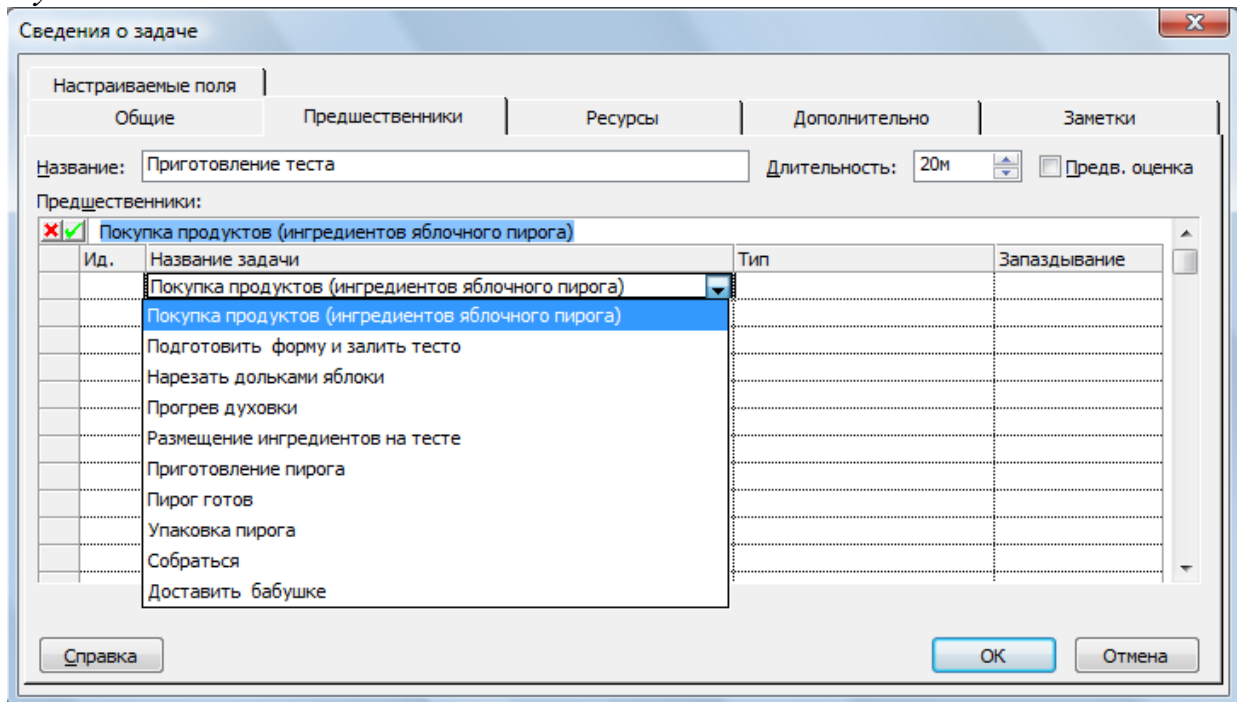 Сведения о задаче
Настраиваемые поля
Общие Предшественники Ресурсы Дополнительно Заметки
Название: Приготовление теста Длительность: 20м Предв. оценка
Предшественники:
Покупка продуктов (ингредиентов яблочного пирога)
Ид. Название задачи Тип Запаздывание
Покупка продуктов (ингредиентов яблочного пирога)
Покупка продуктов (ингредиентов яблочного пирога)
Подготовить форму и залить тесто
Нарезать дольками яблоки
Прогрев духовки
Размещение ингредиентов на тесте
Приготовление пирога
Пирог готов
Упаковка пирога
Собраться
Доставить бабушке
Справка ОК Отмена